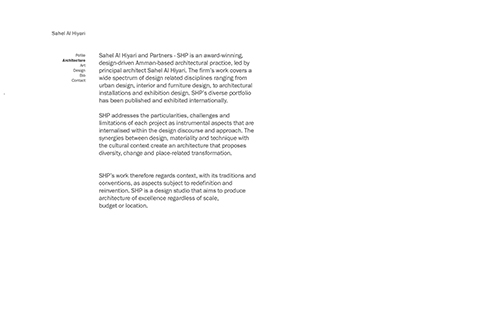 Sahel Al Hiyari
Petite
Architecture
Art
Design
Bio
Contact
Sahel Al Hiyari and Partners - SHP is an award-winning,
design-driven Amman-based architectural practice, led by
principal architect Sahel Al Hiyari. The firm's work covers a
wide spectrum of design related disciplines ranging from
urban design, interior and furniture design, to architectural
installations and exhibition design. SHP's diverse portfolio
has been published and exhibited internationally.
SHP addresses the particularities, challenges and
limitations of each project as instrumental aspects that are
internalised within the design discourse and approach. The
synergies between design, materiality and technique with
the cultural context create an architecture that proposes
diversity, change and place-related transformation.
SHP's work therefore regards context, with its traditions and
conventions, as aspects subject to redefinition and
reinvention. SHP is a design studio that aims to produce
architecture of excellence regardless of scale,
budget or location.